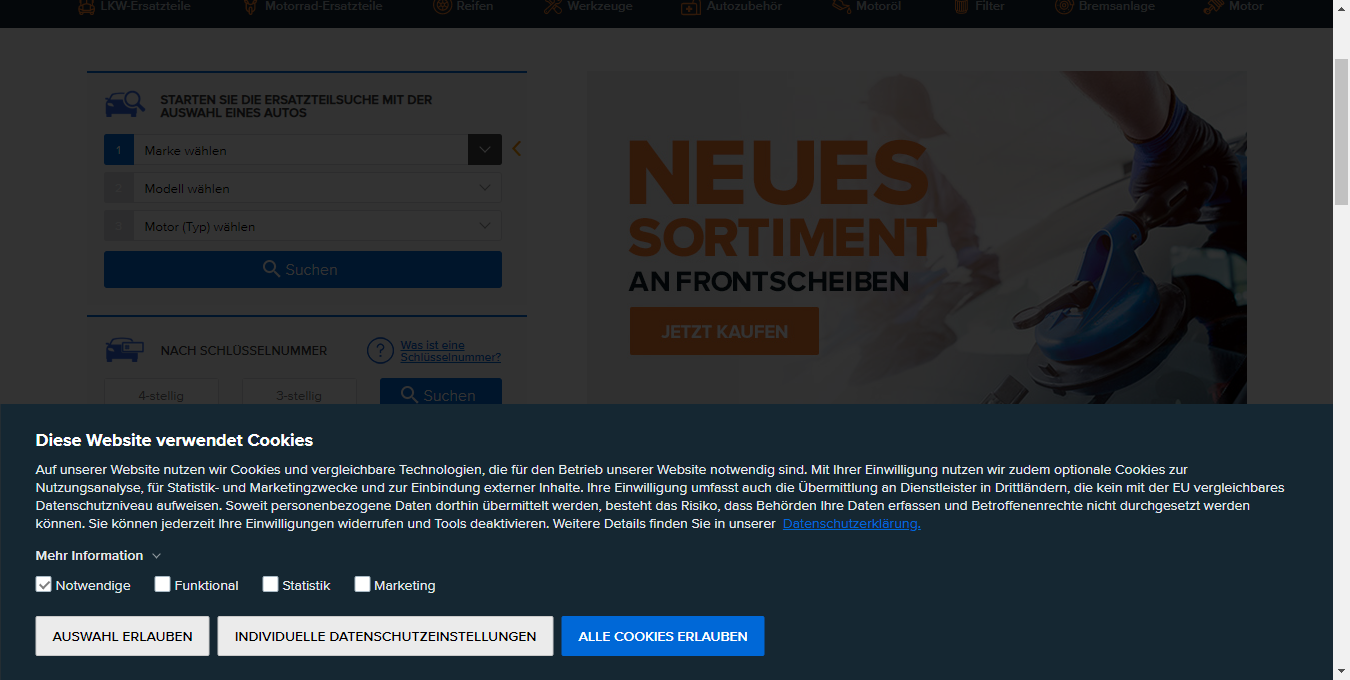 LKW-Ersatzteile Motorrad-Ersatzteile Reifen Werkzeuge Autozubehör Motoröl Filter Bremsanlage Motor
STARTEN SIE DIE ERSATZTEILSUCHE MIT DER
AUSWAHL EINES AUTOS
1 Marke wählen
2 Modell wählen
3 Motor (Typ) wählen
Suchen
NEUES
SORTIMENT
AN FRONTSCHEIBEN
JETZT KAUFEN
NACH SCHLÜSSELNUMMER
? Was ist eine
Schlüsselnummer?
4-stellig 3-stellig Suchen
Diese Website verwendet Cookies
Auf unserer Website nutzen wir Cookies und vergleichbare Technologien, die für den Betrieb unserer Website notwendig sind. Mit Ihrer Einwilligung nutzen wir zudem optionale Cookies zur
Nutzungsanalyse, für Statistik- und Marketingzwecke und zur Einbindung externer Inhalte. Ihre Einwilligung umfasst auch die Übermittlung an Dienstleister in Drittländern, die kein mit der EU vergleichbares
Datenschutzniveau aufweisen. Soweit personenbezogene Daten dorthin übermittelt werden, besteht das Risiko, dass Behörden Ihre Daten erfassen und Betroffenenrechte nicht durchgesetzt werden
können. Sie können jederzeit Ihre Einwilligungen widerrufen und Tools deaktivieren. Weitere Details finden Sie in unserer Datenschutzerklärung.
Mehr Information
Notwendige Funktional Statistik Marketing
AUSWAHL ERLAUBEN INDIVIDUELLE DATENSCHUTZEINSTELLUNGEN ALLE COOKIES ERLAUBEN